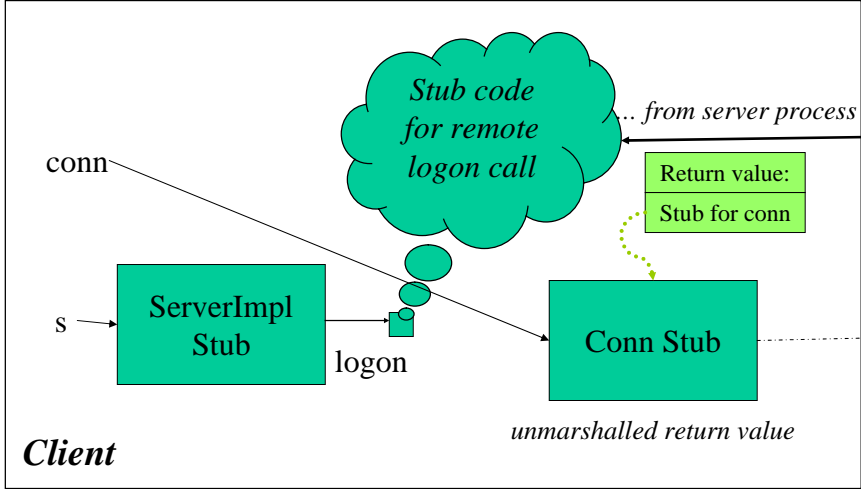 Stub code
for remote
logon call
... from server process
conn
Return value:
Stub for conn
s
ServerImpl
Stub
logon
Conn Stub
unmarshalled return value
Client